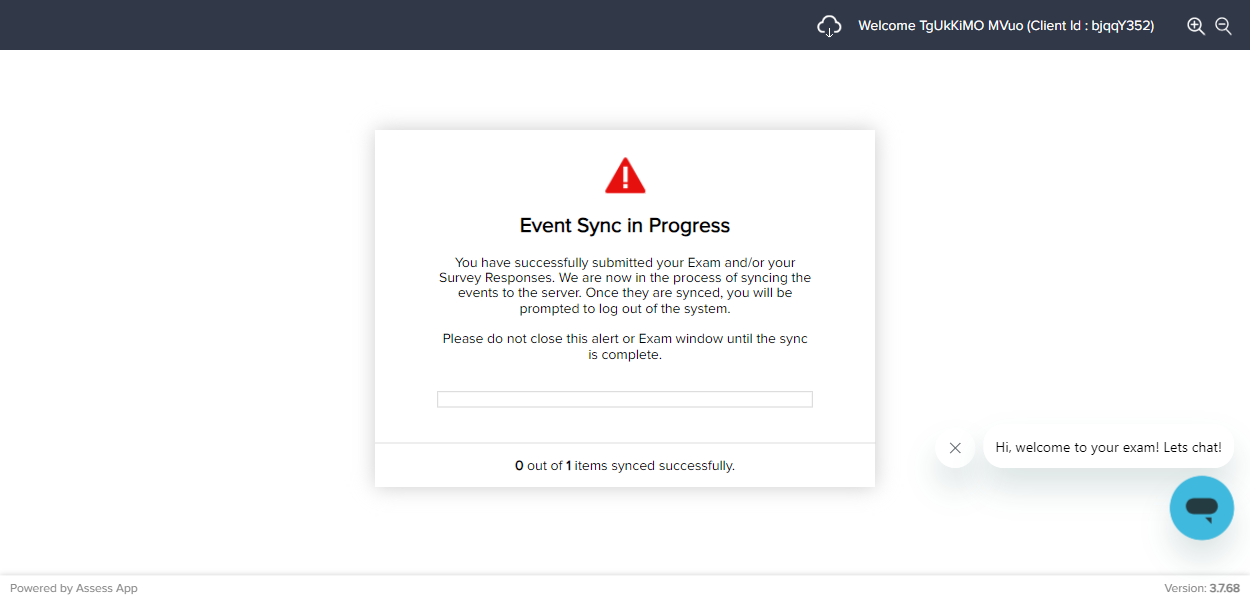 Welcome TgUkKiMO MVuo (Client Id : bjqqY352)
Event Sync in Progress
You have successfully submitted your Exam and/or your
Survey Responses. We are now in the process of syncing the
events to the server. Once they are synced, you will be
prompted to log out of the system.
Please do not close this alert or Exam window until the sync
is complete.
0 out of 1 items synced successfully.
Hi, welcome to your exam! Lets chat!
Powered by Assess App
Version: 3.7.68